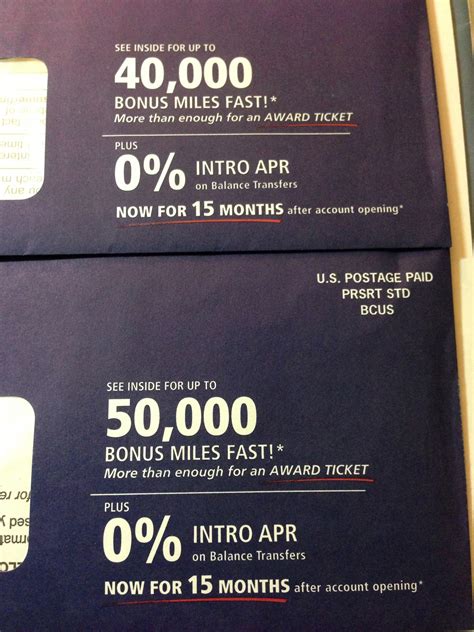 SEE INSIDE FOR UP TO
40,000
BONUS MILES FAST!*
More than enough for an AWARD TICKET
PLUS
0% INTRO APR
on Balance Transfers
NOW FOR 15 MONTHS after account opening*
U.S. POSTAGE PAID
PRSRT STD
BCUS
SEE INSIDE FOR UP TO
50,000
BONUS MILES FAST!*
More than enough for an AWARD TICKET
PLUS
0% INTRO APR
on Balance Transfers
NOW FOR 15 MONTHS after account opening*